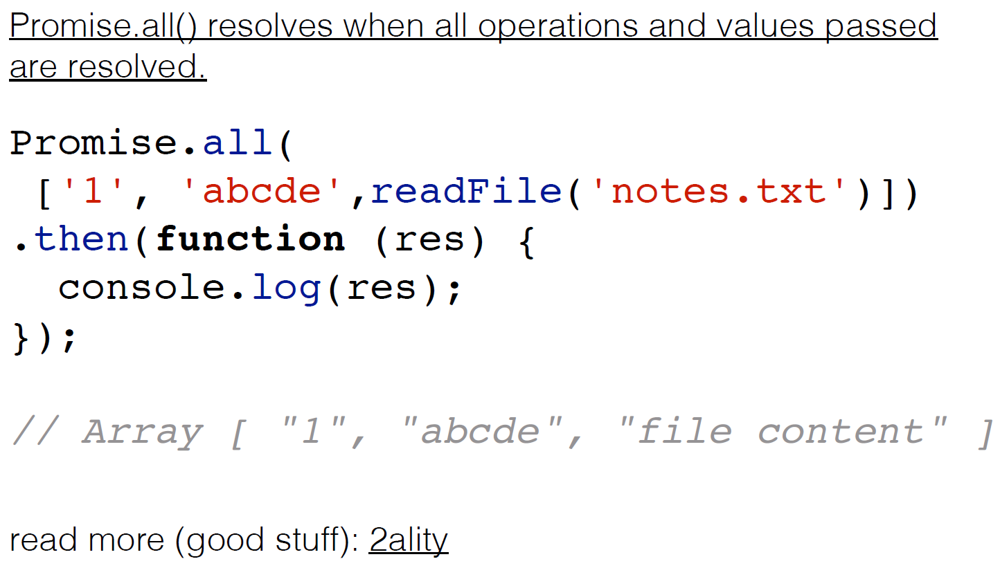 Promise.all() resolves when all operations and values passed
are resolved.
Promise.all(
['1', 'abcde',readFile('notes.txt')])
.then(function (res) {
console.log(res);
});
// Array [ "1", "abcde", "file content" ]
read more (good stuff): 2ality